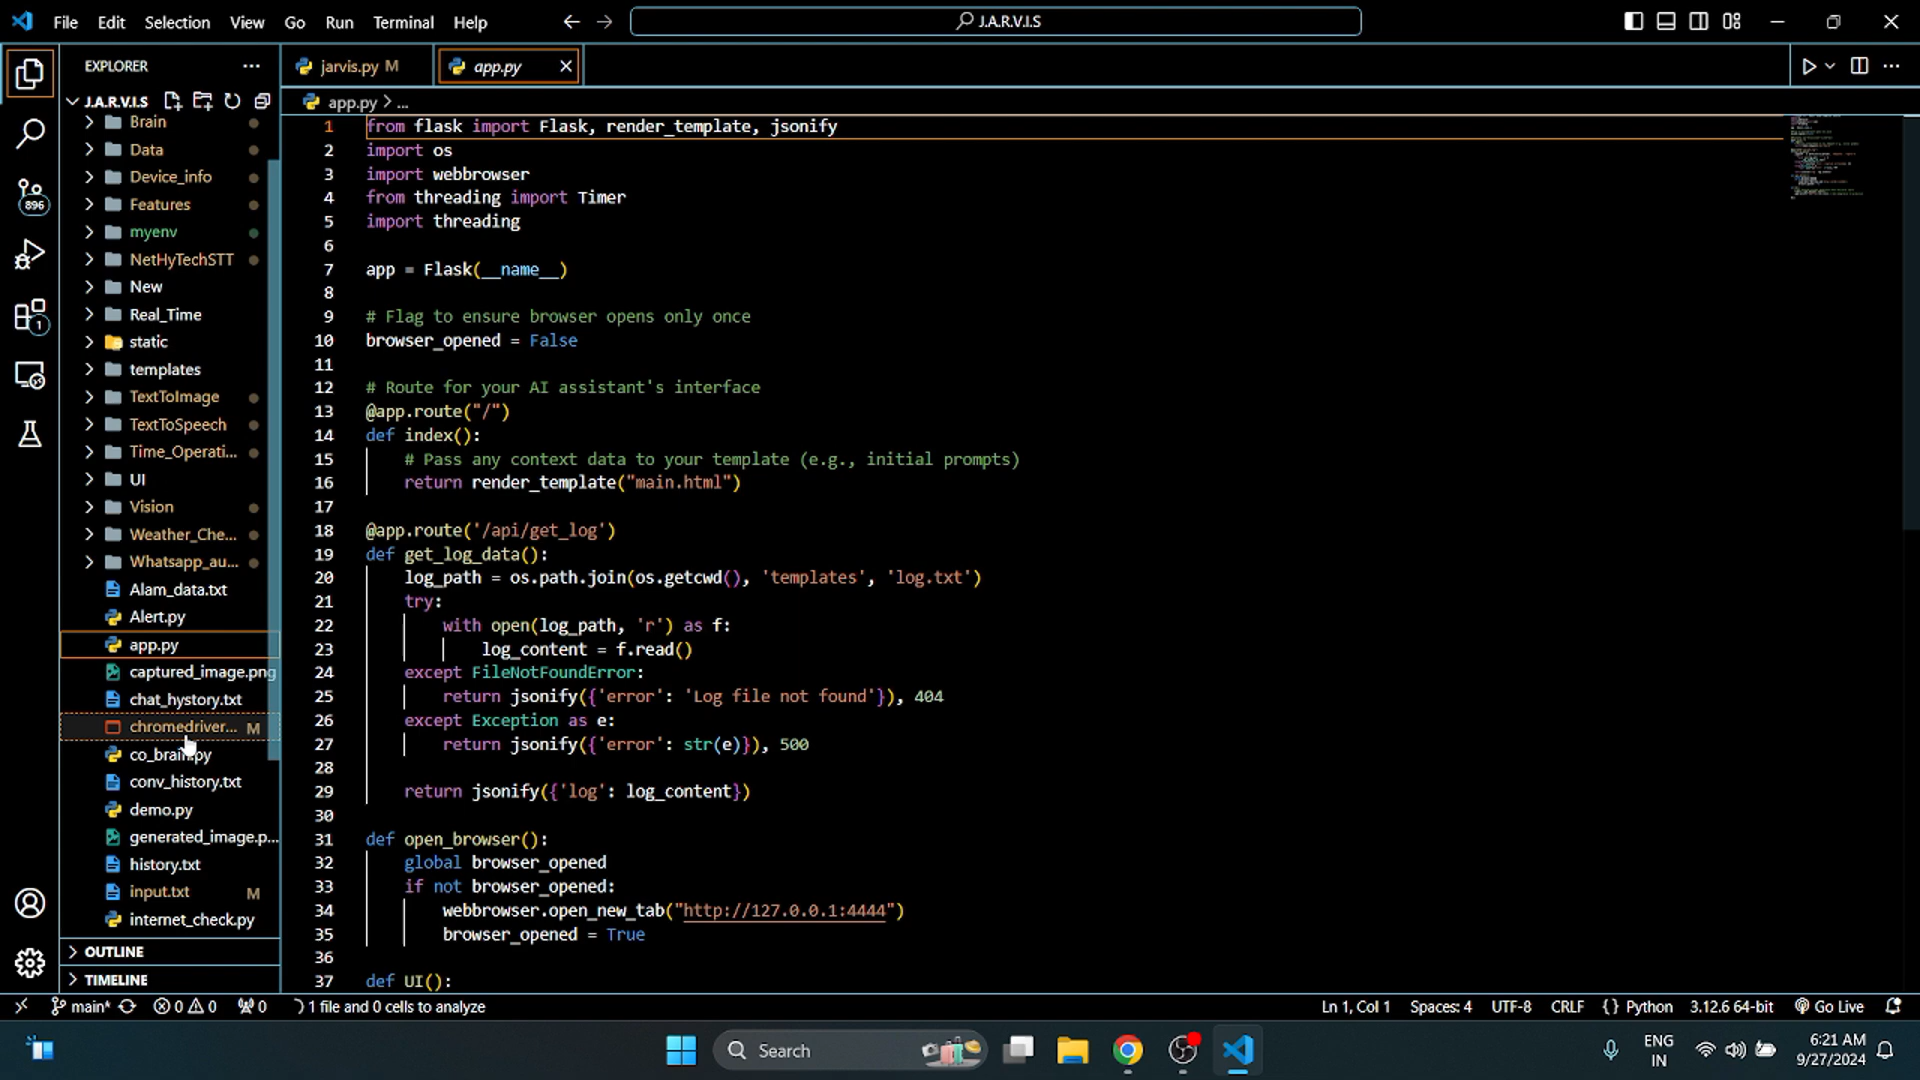 File Edit Selection View Go Run Terminal Help
J.A.R.V.I.S
EXPLORER
J.A.R.V.I.S
Brain
Data
Device_info
Features
myenv
NetHyTechSTT
New
Real_Time
static
templates
TextToImage
TextToSpeech
Time_Operati...
UI
Vision
Weather_Che...
Whatsapp_au...
Alam_data.txt
Alert.py
app.py
captured_image.png
chat_hystory.txt
chromedriver... M
co_brain.py
conv_history.txt
demo.py
generated_image.p...
history.txt
input.txt M
internet_check.py
OUTLINE
TIMELINE
896
1
jarvis.py M
app.py
app.py > ...
1 from flask import Flask, render_template, jsonify
2 import os
3 import webbrowser
4 from threading import Timer
5 import threading
6
7 app = Flask(__name__)
8
9 # Flag to ensure browser opens only once
10 browser_opened = False
11
12 # Route for your AI assistant's interface
13 @app.route("/")
14 def index():
15 # Pass any context data to your template (e.g., initial prompts)
16 return render_template("main.html")
17
18 @app.route('/api/get_log')
19 def get_log_data():
20 log_path = os.path.join(os.getcwd(), 'templates', 'log.txt')
21 try:
22 with open(log_path, 'r') as f:
23 log_content = f.read()
24 except FileNotFoundError:
25 return jsonify({'error': 'Log file not found'}), 404
26 except Exception as e:
27 return jsonify({'error': str(e)}), 500
28
29 return jsonify({'log': log_content})
30
31 def open_browser():
32 global browser_opened
33 if not browser_opened:
34 webbrowser.open_new_tab("http://127.0.0.1:4444")
35 browser_opened = True
36
37 def UI():
main* 0 0 0 1 file and 0 cells to analyze
Ln 1, Col 1 Spaces: 4 UTF-8 CRLF {} Python 3.12.6 64-bit Go Live
Search
ENG
IN
6:21 AM
9/27/2024